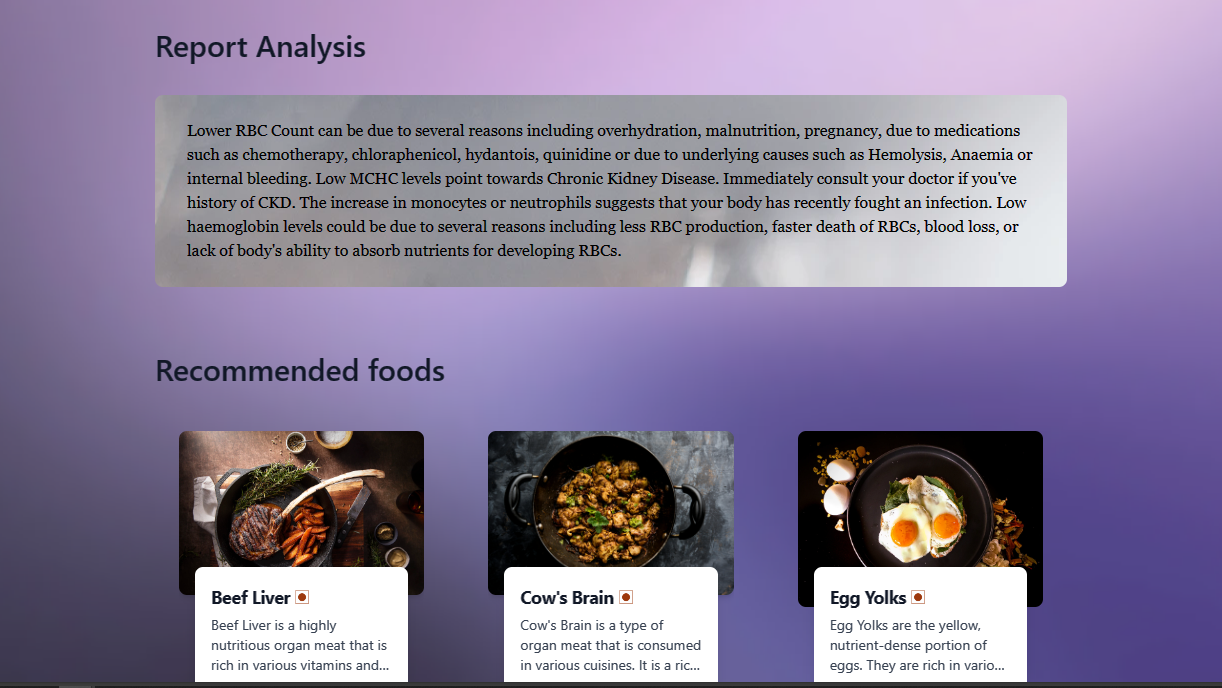 Report Analysis
Lower RBC Count can be due to several reasons including overhydration, malnutrition, pregnancy, due to medications
such as chemotherapy, chloraphenicol, hydantois, quinidine or due to underlying causes such as Hemolysis, Anaemia or
internal bleeding. Low MCHC levels point towards Chronic Kidney Disease. Immediately consult your doctor if you've
history of CKD. The increase in monocytes or neutrophils suggests that your body has recently fought an infection. Low
haemoglobin levels could be due to several reasons including less RBC production, faster death of RBCs, blood loss, or
lack of body's ability to absorb nutrients for developing RBCs.
Recommended foods
Beef Liver
Beef Liver is a highly
nutritious organ meat that is
rich in various vitamins and...
Cow's Brain
Cow's Brain is a type of
organ meat that is consumed
in various cuisines. It is a ric...
Egg Yolks
Egg Yolks are the yellow,
nutrient-dense portion of
eggs. They are rich in vario...